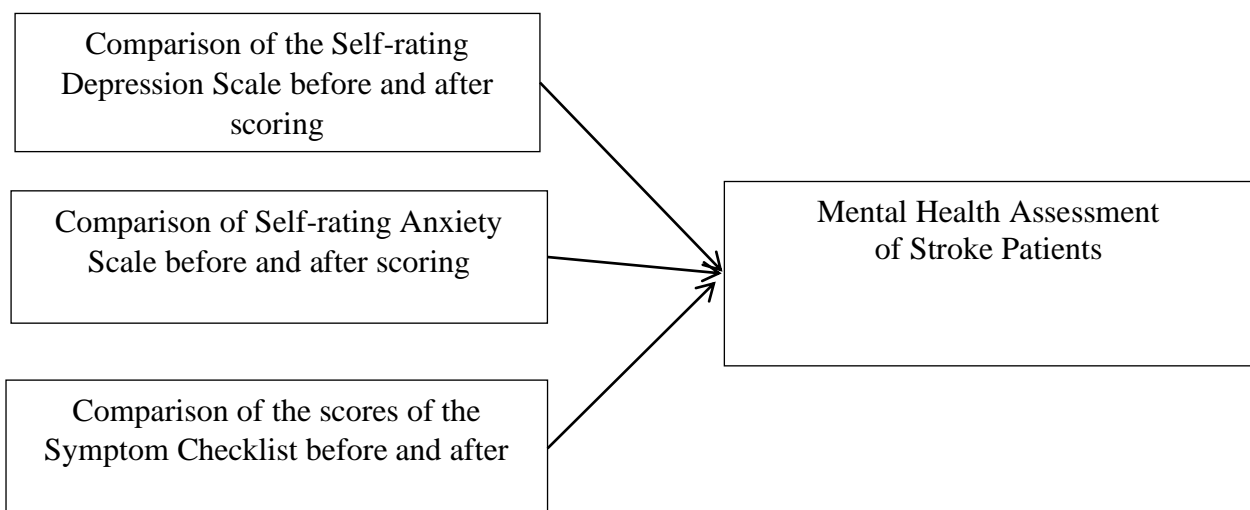 Comparison of the Self-rating
Depression Scale before and after
scoring
Comparison of Self-rating Anxiety
Scale before and after scoring
Comparison of the scores of the
Symptom Checklist before and after
Mental Health Assessment
of Stroke Patients